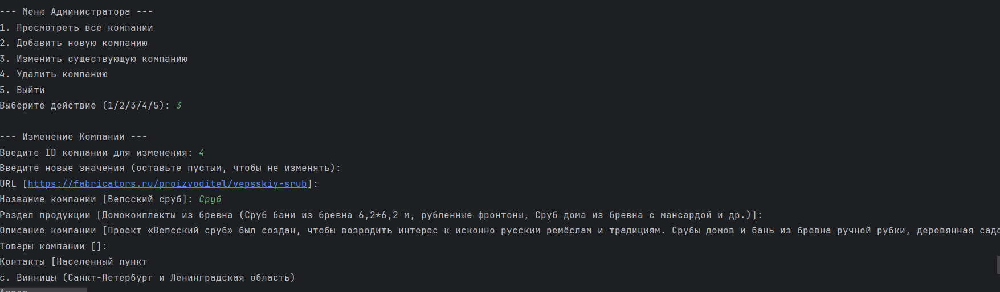 --- Меню Администратора ---
1. Просмотреть все компании
2. Добавить новую компанию
3. Изменить существующую компанию
4. Удалить компанию
5. Выйти
Выберите действие (1/2/3/4/5): 3
--- Изменение Компании ---
Введите ID компании для изменения: 4
Введите новые значения (оставьте пустым, чтобы не изменять):
URL [https://fabricators.ru/proizvoditel/vepsskiy-srub]:
Название компании [Вепсский сруб]: Сруб
Раздел продукции [Домокомплекты из бревна (Сруб бани из бревна 6,2*6,2 м, рубленные фронтоны, Сруб дома из бревна с мансардой и др.)]:
Описание компании [Проект «Вепсский сруб» был создан, чтобы возродить интерес к исконно русским ремёслам и традициям. Срубы домов и бань из бревна ручной рубки, деревянная
Товары компании []:
Контакты [Населенный пункт
с. Винницы (Санкт-Петербург и Ленинградская область)